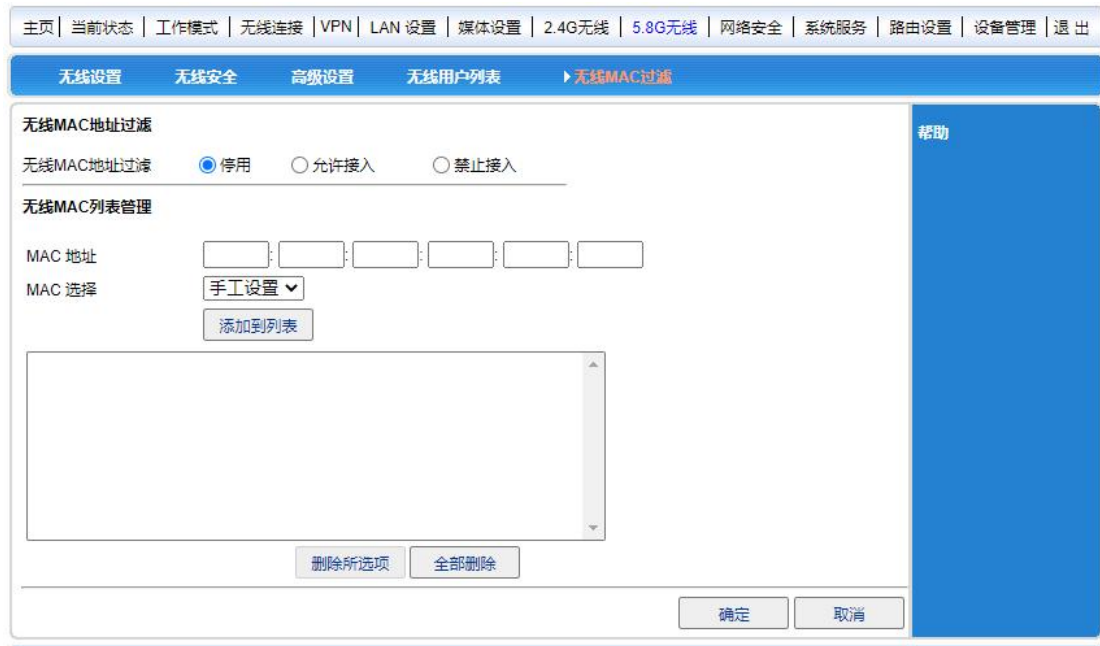 主页│ 当前状态 │ 工作模式 │ 无线连接 │VPN│ LAN 设置 │ 媒体设置 │ 2.4G无线 │ 5.8G无线 │ 网络安全 │ 系统服务 │ 路由设置 │ 设备管理 │退 出
无线设置 无线安全 高级设置 无线用户列表 无线MAC过滤
无线MAC地址过滤
帮助
无线MAC地址过滤 停用 允许接入 禁止接入
无线MAC列表管理
MAC 地址 : : : : :
MAC 选择 手工设置
添加到列表
删除所选项 全部删除
确定 取消